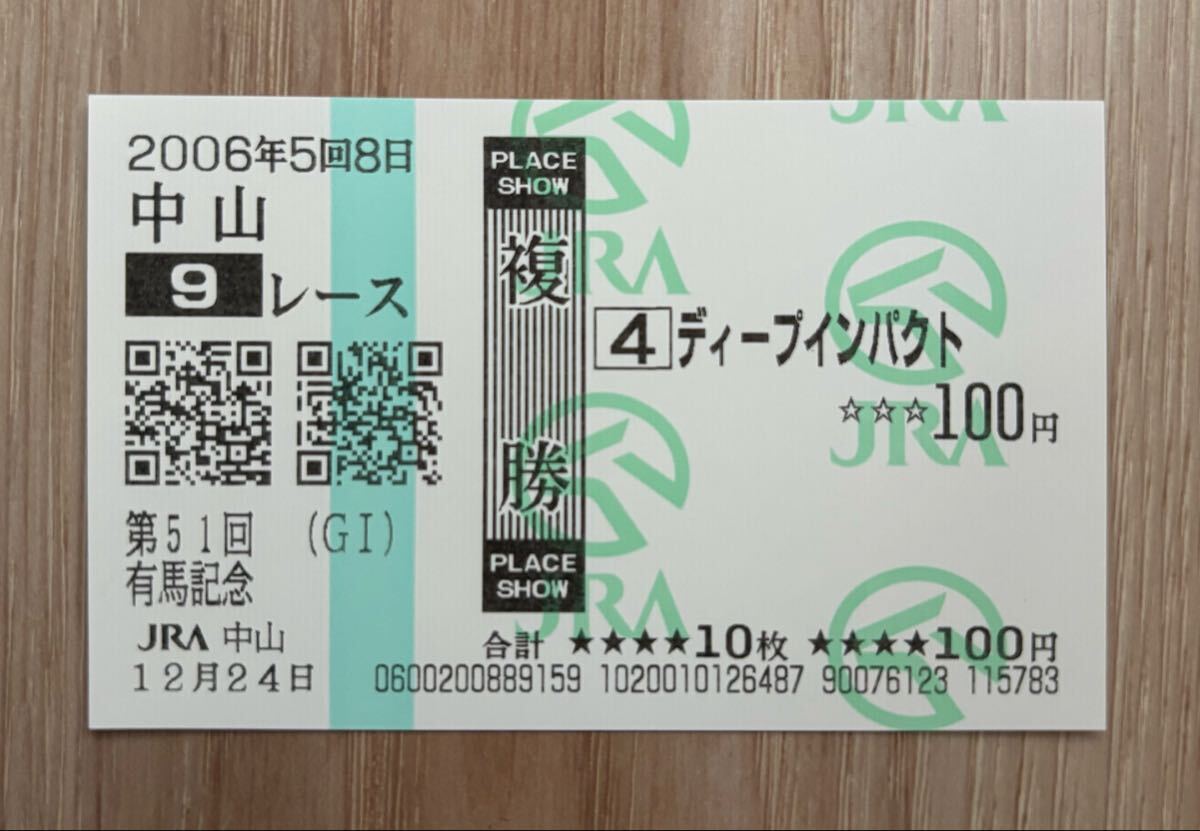 2006年5回8日
中山
9レース
第51回 (GI)
有馬記念
JRA 中山
12月24日
PLACE
SHOW
複勝
PLACE
SHOW
4 ディープインパクト
☆☆☆100円
合計 ★★★★10枚 ★★★★100円
0600200889159 1020010126487 90076123 115783
JRA
JRA
JRA
JRA